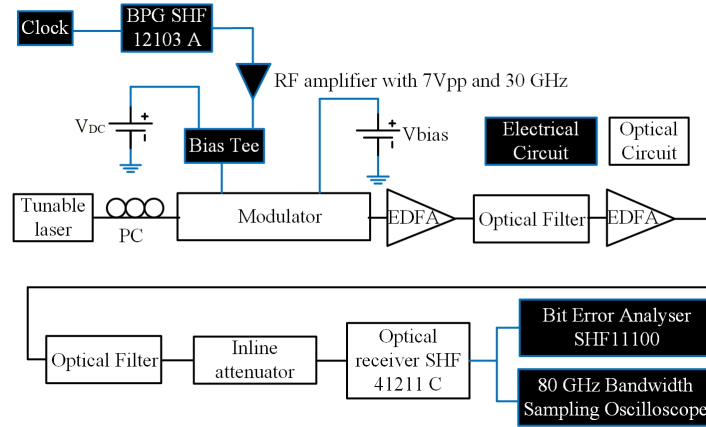 Clock
BPG SHF
12103 A
RF amplifier with 7Vpp and 30 GHz
VDC
+
-
Bias Tee
+
-
Vbias
Electrical
Circuit
Optical
Circuit
Tunable
laser
PC
Modulator
EDFA
Optical Filter
EDFA
Optical Filter
Inline
attenuator
Optical
receiver SHF
41211 C
Bit Error Analyser
SHF11100
80 GHz Bandwidth
Sampling Oscilloscope